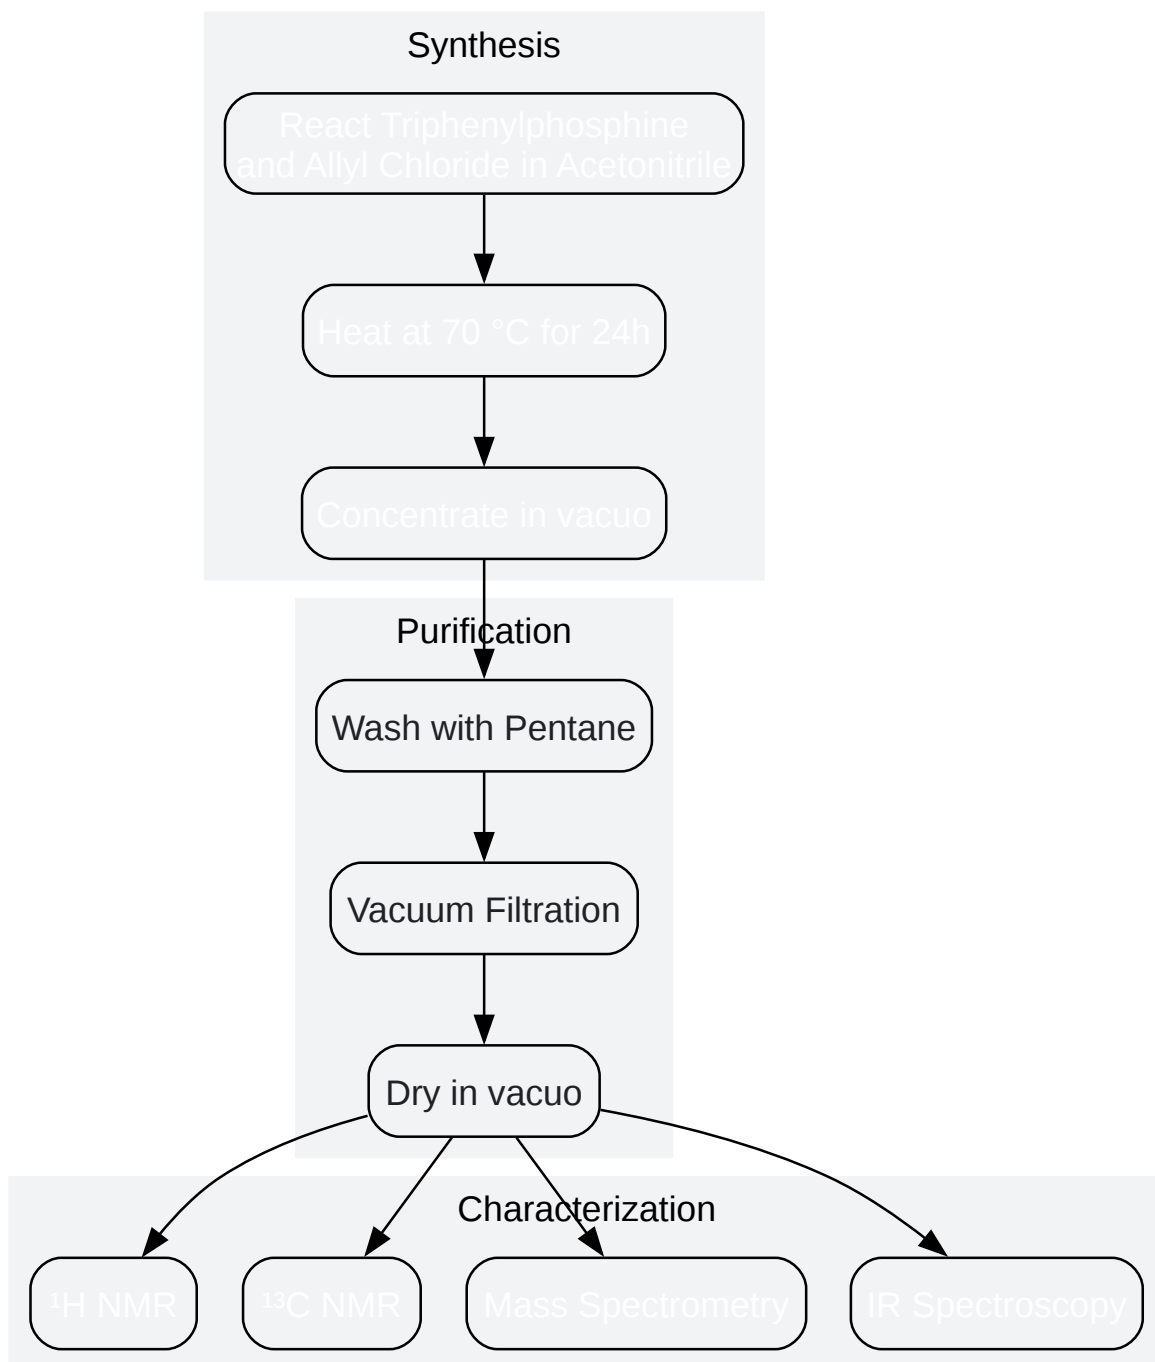 Synthesis
React Triphenylphosphine
and Allyl Chloride in Acetonitrile
Heat at 70 °C for 24h
Concentrate in vacuo
Purification
Wash with Pentane
Vacuum Filtration
Dry in vacuo
Characterization
¹H NMR
¹³C NMR
Mass Spectrometry
IR Spectroscopy